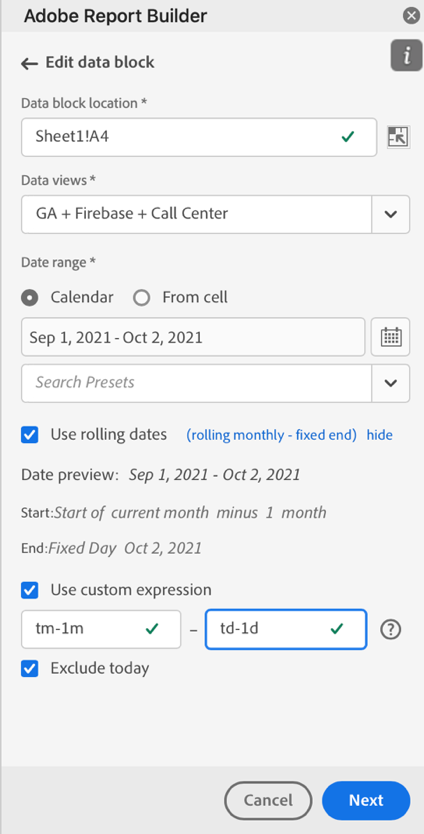 Adobe Report Builder
Edit data block
i
Data block location *
Sheet1!A4
Data views *
GA + Firebase + Call Center
Date range *
Calendar From cell
Sep 1, 2021 - Oct 2, 2021
Search Presets
Use rolling dates (rolling monthly - fixed end) hide
Date preview: Sep 1, 2021 - Oct 2, 2021
Start:Start of current month minus 1 month
End:Fixed Day Oct 2, 2021
Use custom expression
tm-1m – td-1d ?
Exclude today
Cancel Next